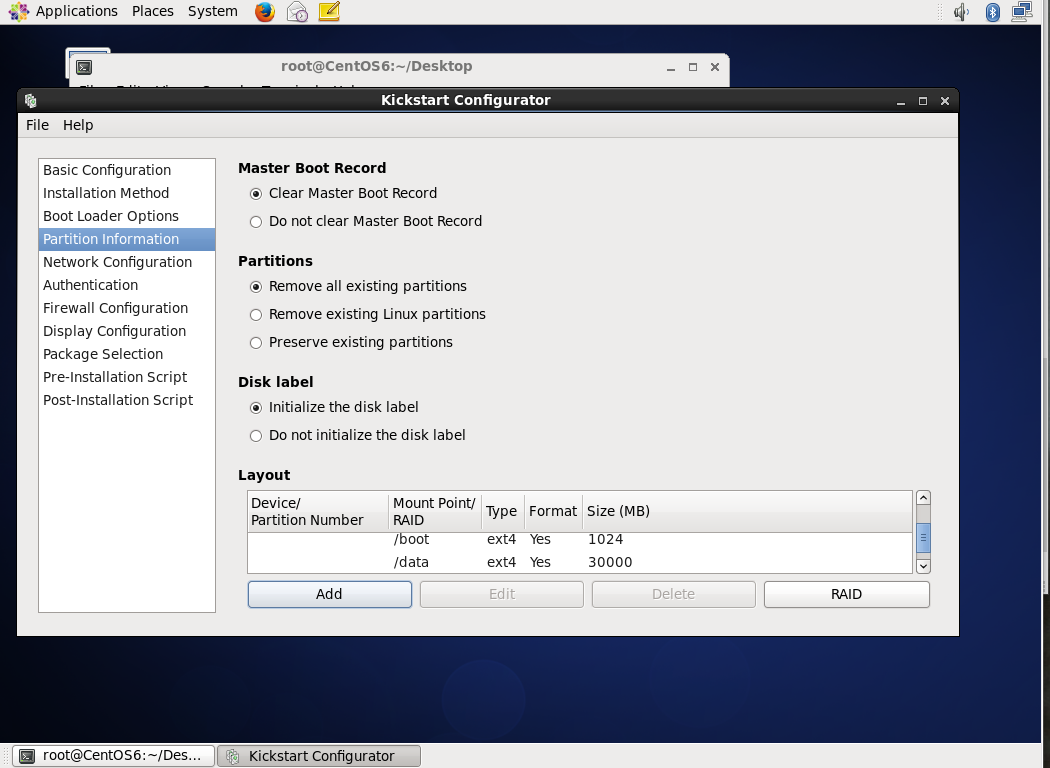 Applications Places System
root@CentOS6:~/Desktop
Kickstart Configurator
File Help
Basic Configuration
Installation Method
Boot Loader Options
Partition Information
Network Configuration
Authentication
Firewall Configuration
Display Configuration
Package Selection
Pre-Installation Script
Post-Installation Script
Master Boot Record
Clear Master Boot Record
Do not clear Master Boot Record
Partitions
Remove all existing partitions
Remove existing Linux partitions
Preserve existing partitions
Disk label
Initialize the disk label
Do not initialize the disk label
Layout
Device/
Partition Number
Mount Point/
RAID
Type
Format
Size (MB)
/boot ext4 Yes 1024
/data ext4 Yes 30000
Add Edit Delete RAID
root@CentOS6:~/Des... Kickstart Configurator